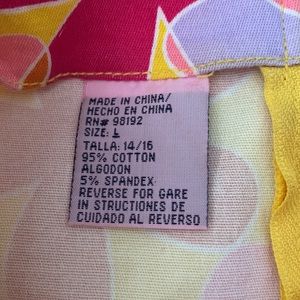 MADE IN CHINA/
HECHO EN CHINA
RN# 98192
SIZE: L
TALLA: 14/16
95% COTTON
ALGODON
5% SPANDEX
REVERSE FOR GARE
IN STRUCTIONES DE
CUIDADO AL REVERSO